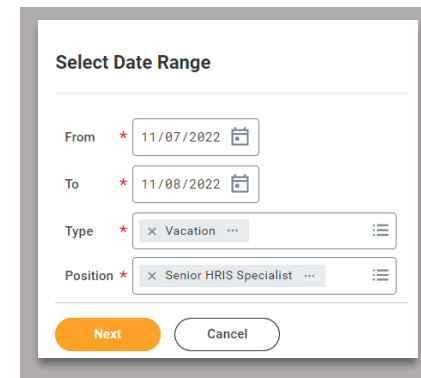 Select Date Range
From * 11/07/2022
To * 11/08/2022
Type * × Vacation ...
Position * × Senior HRIS Specialist ...
Next Cancel